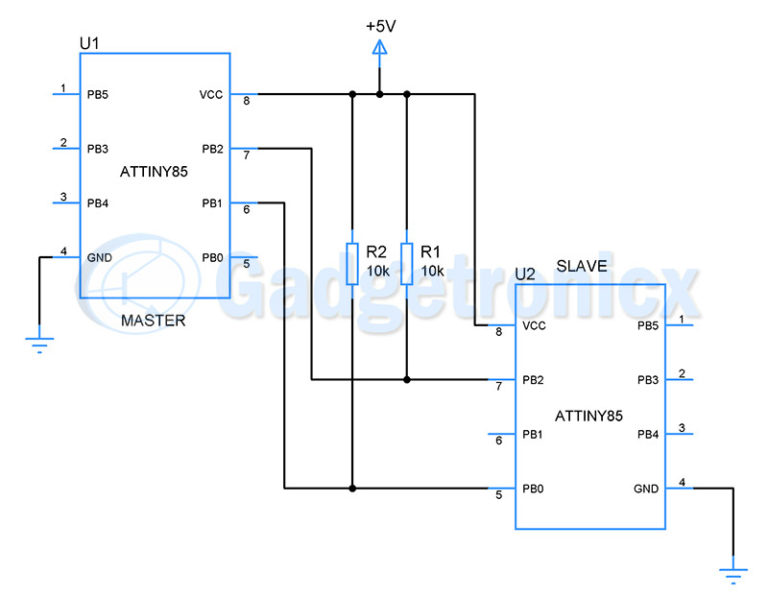 +5V
U1
1 PB5 VCC 8
2 PB3 PB2 7
ATTINY85
3 PB4 PB1 6
4 GND PB0 5
MASTER
R2
10k
R1
10k
Gadgetronicx
U2 SLAVE
8 VCC PB5 1
7 PB2 PB3 2
ATTINY85
6 PB1 PB4 3
5 PB0 GND 4